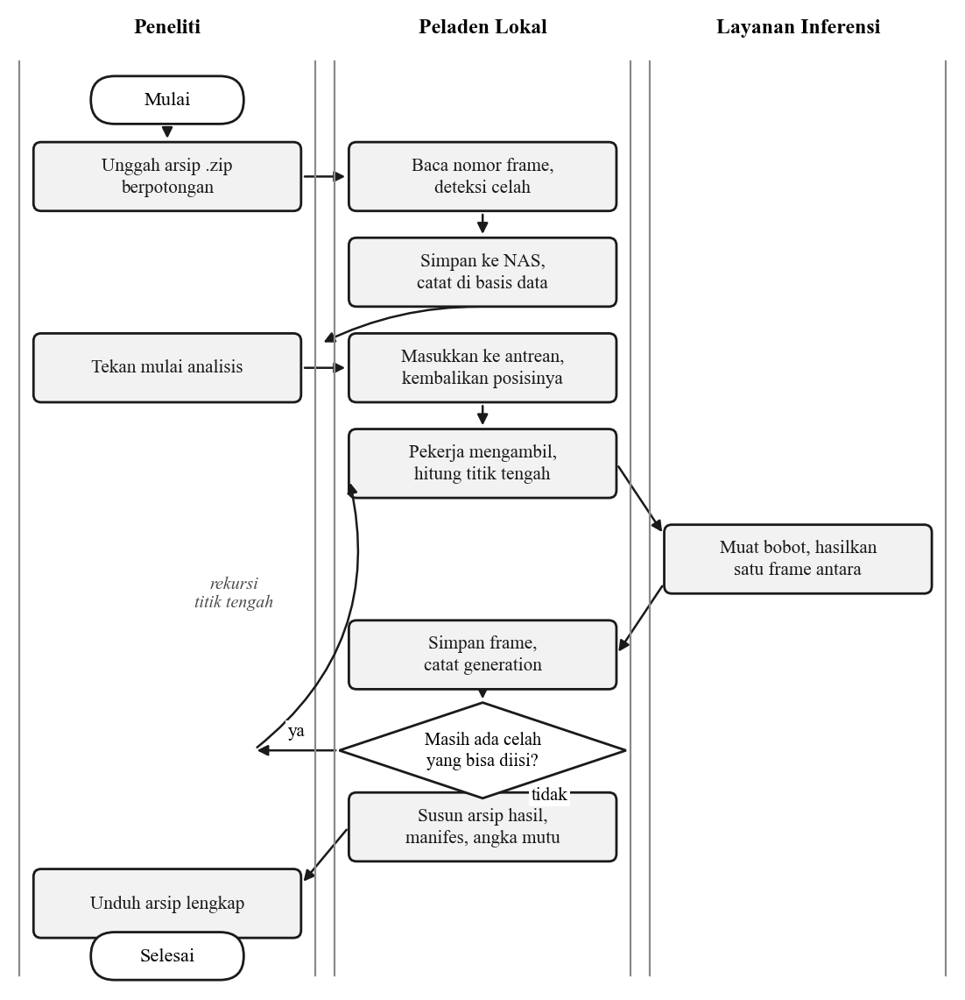 Peneliti
Peladen Lokal
Layanan Inferensi
Mulai
Unggah arsip .zip
berpotongan
Baca nomor frame,
deteksi celah
Simpan ke NAS,
catat di basis data
Tekan mulai analisis
Masukkan ke antrean,
kembalikan posisinya
Pekerja mengambil,
hitung titik tengah
Muat bobot, hasilkan
satu frame antara
rekursi
titik tengah
Simpan frame,
catat generation
ya
Masih ada celah
yang bisa diisi?
tidak
Susun arsip hasil,
manifes, angka mutu
Unduh arsip lengkap
Selesai